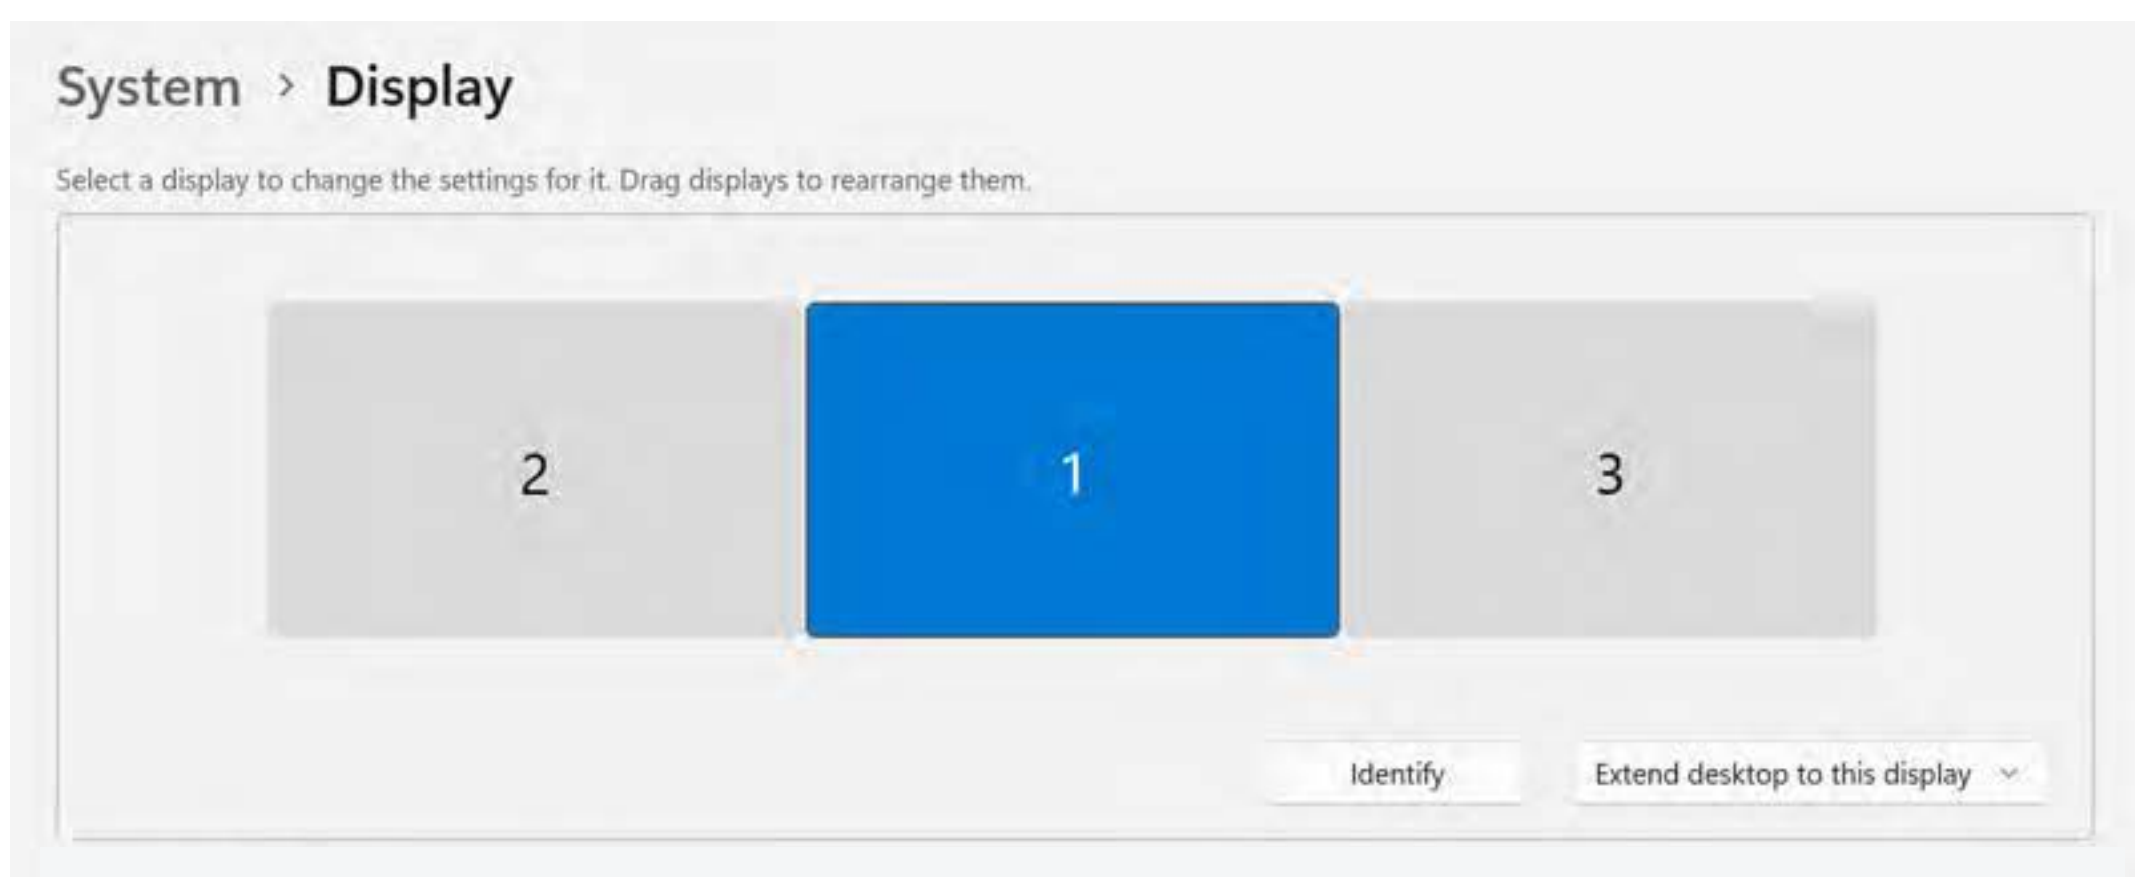 System > Display
Select a display to change the settings for it. Drag displays to rearrange them.
2 1 3
Identify Extend desktop to this display